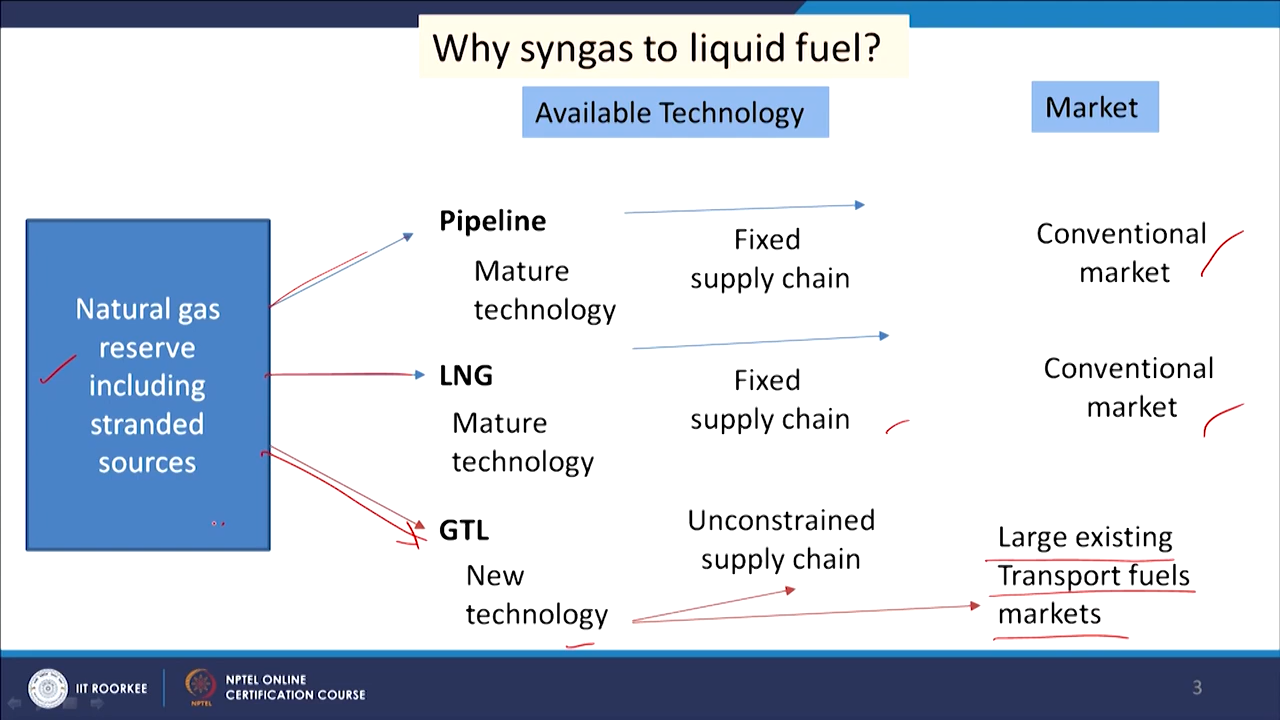 Why syngas to liquid fuel?
Available Technology
Market
Natural gas
reserve
including
stranded
sources
Pipeline
Mature
technology
Fixed
supply chain
Conventional
market
LNG
Mature
technology
Fixed
supply chain
Conventional
market
GTL
New
technology
Unconstrained
supply chain
Large existing
Transport fuels
markets
IIT ROORKEE
NPTEL
NPTEL ONLINE
CERTIFICATION COURSE
3